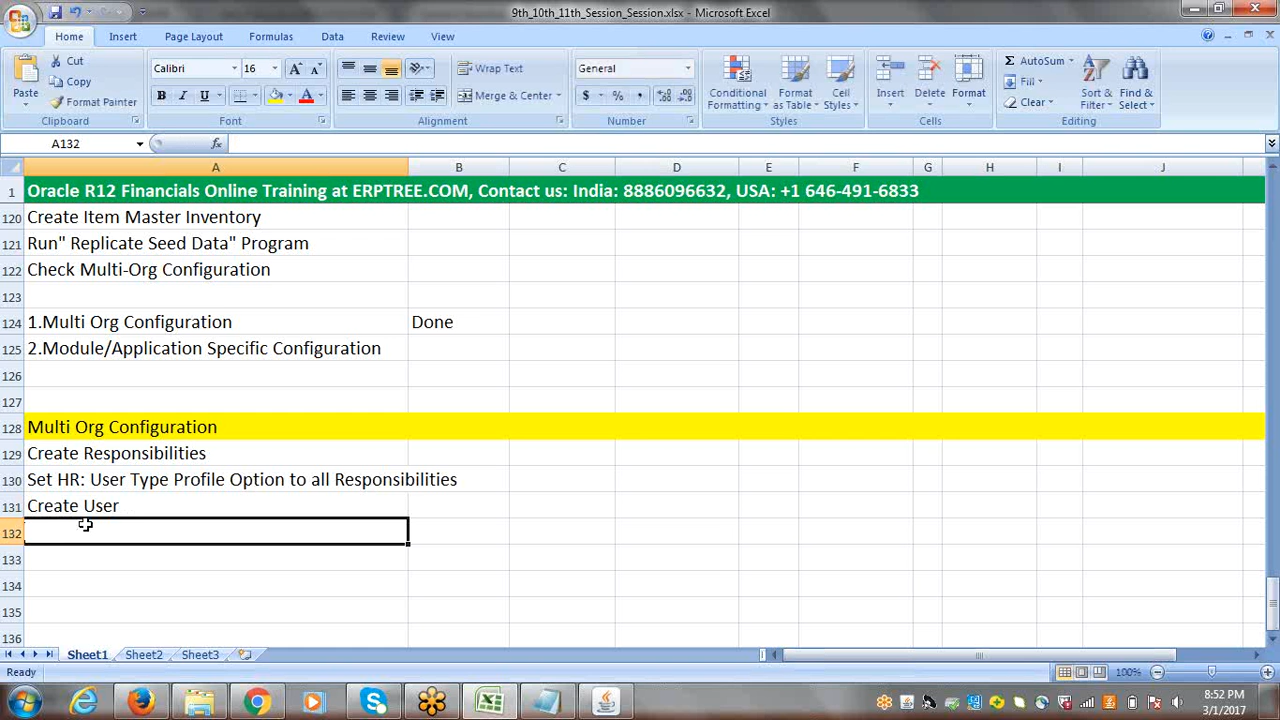 9th_10th_11th_Session_Session.xlsx - Microsoft Excel
Home Insert Page Layout Formulas Data Review View
Paste Cut Copy Format Painter Clipboard
Calibri 16 A A B I U A Font
Wrap Text Merge & Center Alignment
General $ % , .0 .00 Number
Conditional Formatting Format as Table Cell Styles Styles
Insert Delete Format Cells
Σ AutoSum Fill Clear Sort & Filter Find & Select Editing
A132 fx
A B C D E F G H I J
1 Oracle R12 Financials Online Training at ERPTREE.COM, Contact us: India: 8886096632, USA: +1 646-491-6833
120 Create Item Master Inventory
121 Run" Replicate Seed Data" Program
122 Check Multi-Org Configuration
123
124 1.Multi Org Configuration Done
125 2.Module/Application Specific Configuration
126
127
128 Multi Org Configuration
129 Create Responsibilities
130 Set HR: User Type Profile Option to all Responsibilities
131 Create User
132
133
134
135
136
Sheet1 Sheet2 Sheet3
Ready 100%
8:52 PM
3/1/2017